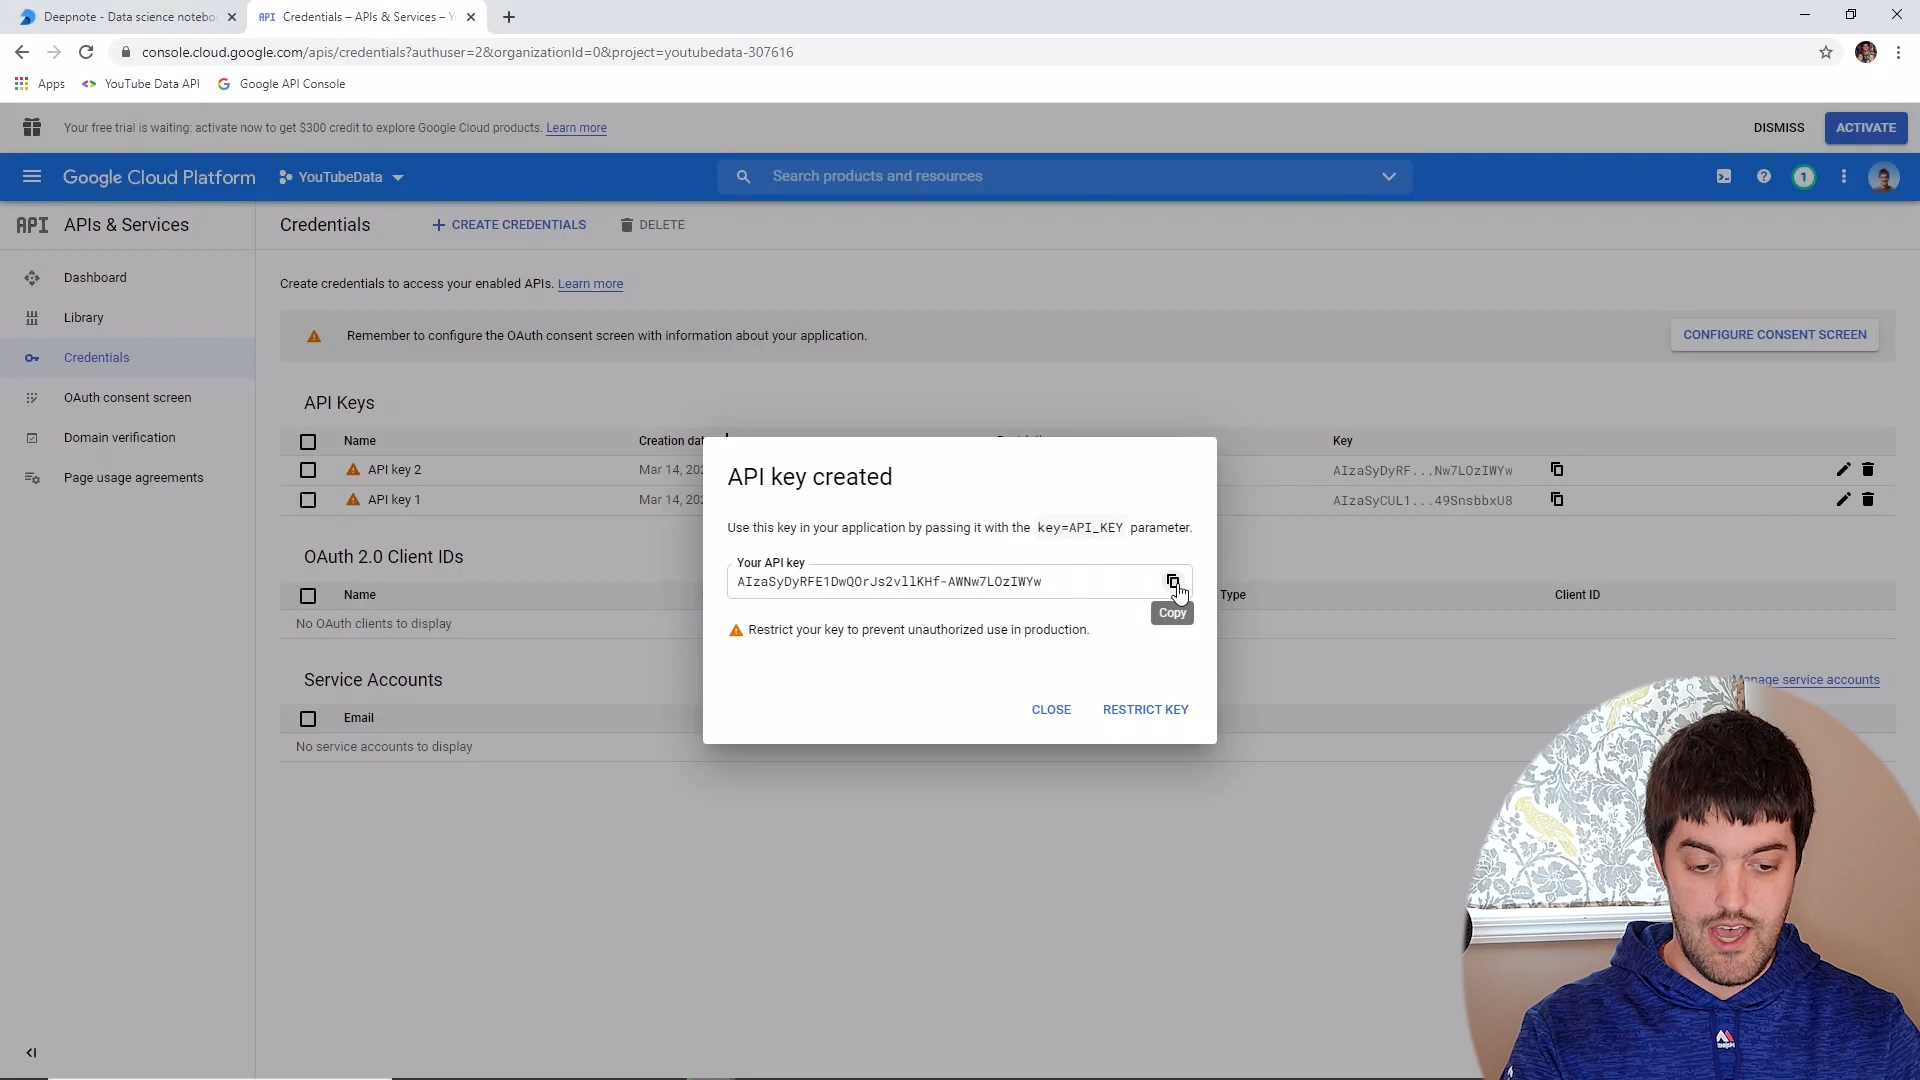 Deepnote - Data science notebo
API Credentials – APIs & Services – Y
console.cloud.google.com/apis/credentials?authuser=2&organizationId=0&project=youtubedata-307616
Apps YouTube Data API Google API Console
Your free trial is waiting: activate now to get $300 credit to explore Google Cloud products. Learn more DISMISS ACTIVATE
Google Cloud Platform YouTubeData Search products and resources 1
API APIs & Services Credentials + CREATE CREDENTIALS DELETE
Dashboard
Library
Credentials
OAuth consent screen
Domain verification
Page usage agreements
Create credentials to access your enabled APIs. Learn more
Remember to configure the OAuth consent screen with information about your application. CONFIGURE CONSENT SCREEN
API Keys
Name Creation dat Key
API key 2 Mar 14, 202 AIzaSyDyRF...Nw7LOzIWYw
API key 1 Mar 14, 202 AIzaSyCUL1...49SnsbbxU8
OAuth 2.0 Client IDs
Name Type Client ID
No OAuth clients to display
Service Accounts Manage service accounts
Email
No service accounts to display
API key created
Use this key in your application by passing it with the key=API_KEY parameter.
Your API key
AIzaSyDyRFE1DwQOrJs2vllKHf-AWNw7LOzIWYw
Copy
Restrict your key to prevent unauthorized use in production.
CLOSE RESTRICT KEY